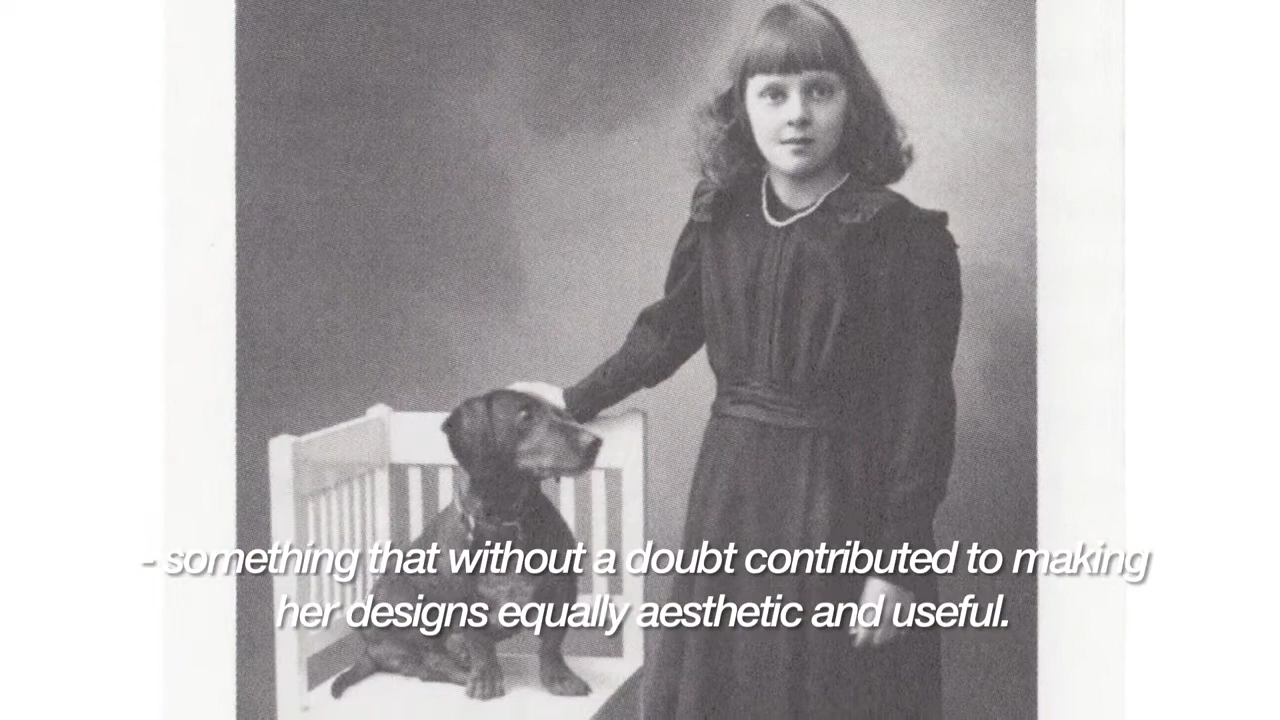 - something that without a doubt contributed to making
her designs equally aesthetic and useful.